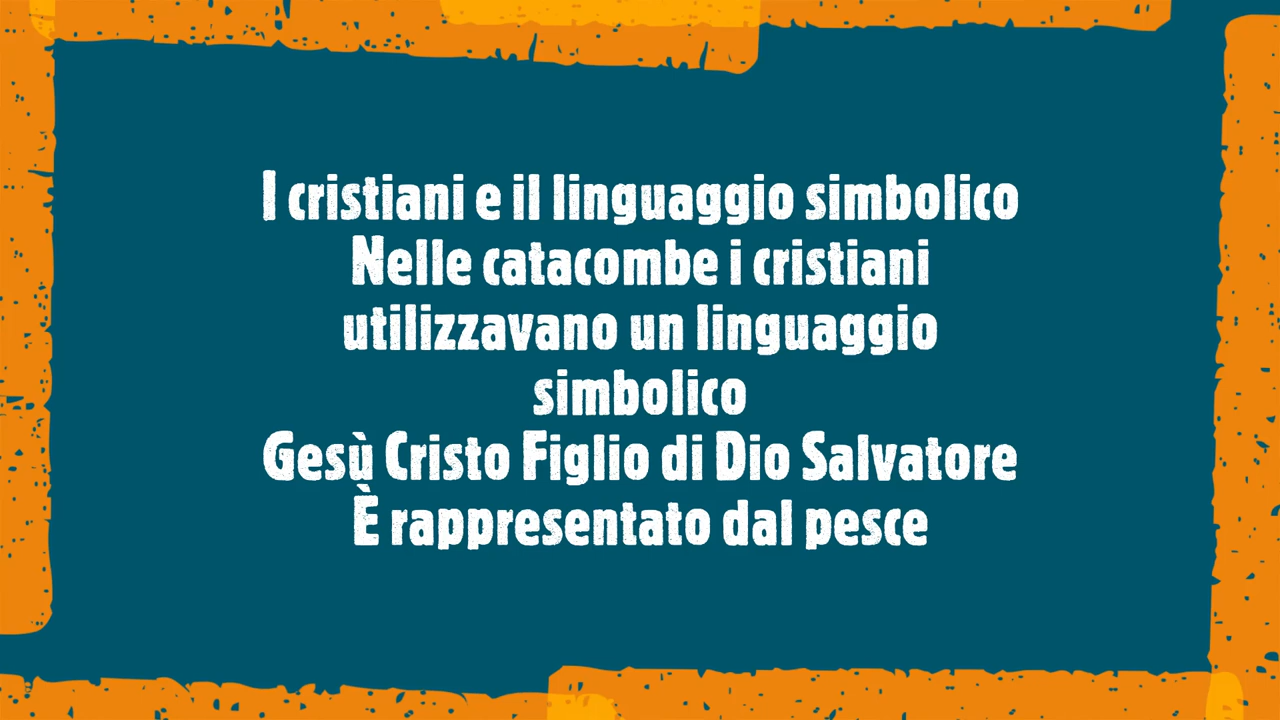 I cristiani e il linguaggio simbolico
Nelle catacombe i cristiani
utilizzavano un linguaggio
simbolico
Gesù Cristo Figlio di Dio Salvatore
È rappresentato dal pesce